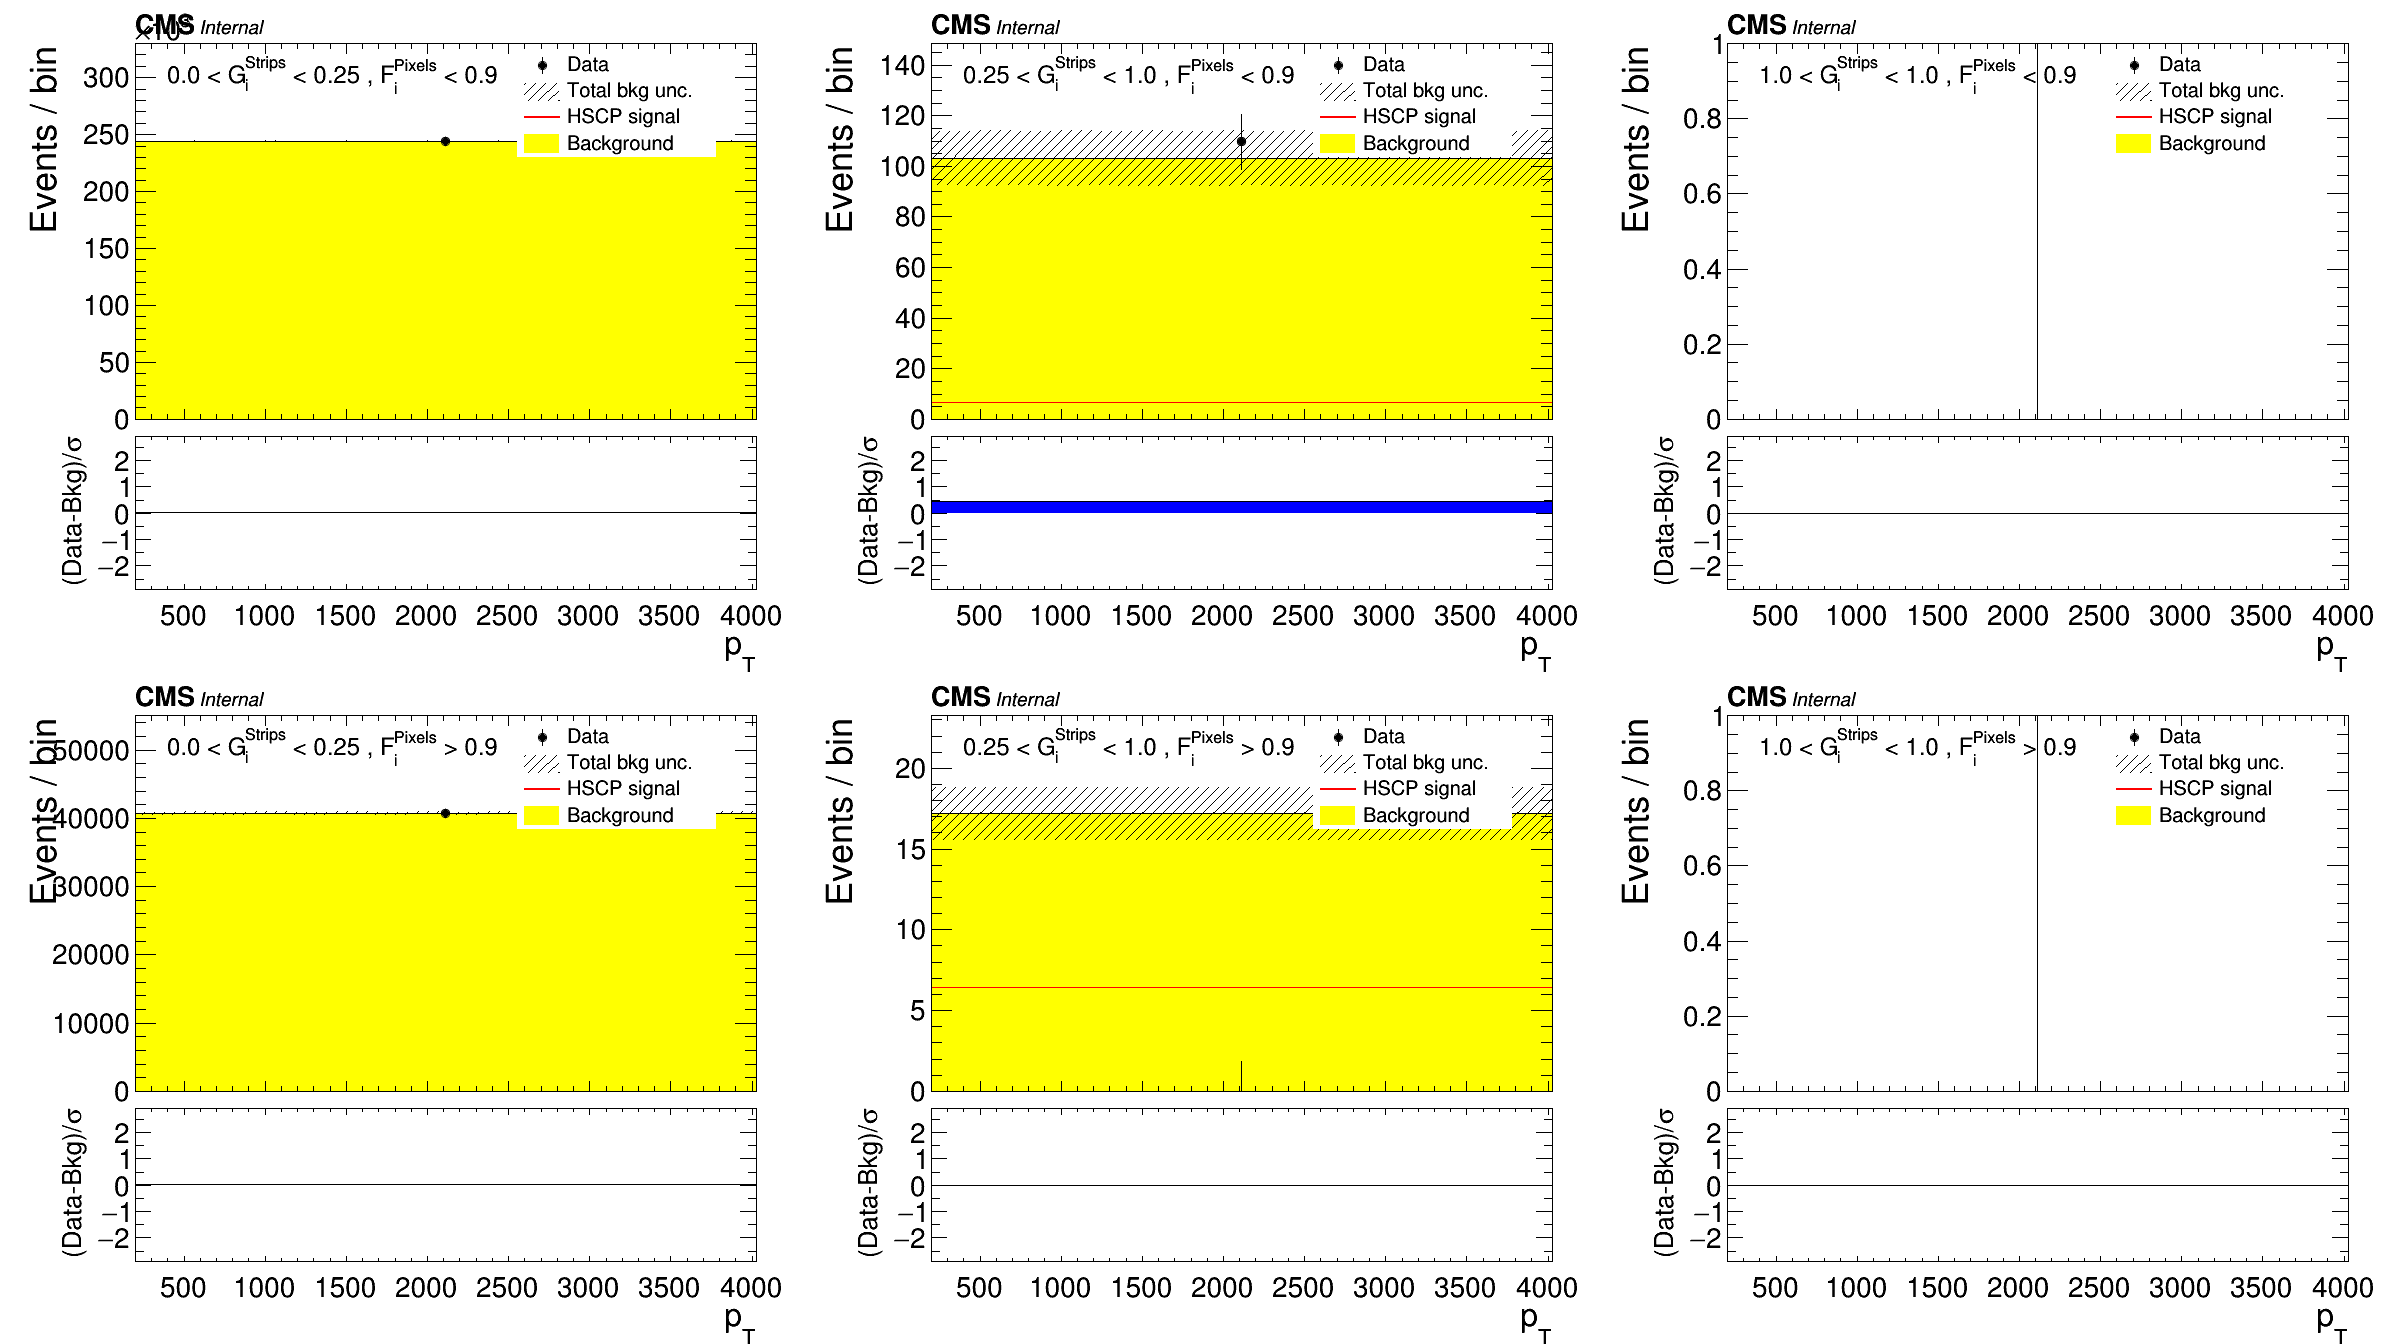 CMS Internal
×10³
Events / bin
0.0 < G_i^Strips < 0.25 , F_i^Pixels < 0.9
Data
Total bkg unc.
HSCP signal
Background
300
250
200
150
100
50
0
(Data-Bkg)/σ
2
1
0
−1
−2
500 1000 1500 2000 2500 3000 3500 4000
p_T
CMS Internal
Events / bin
0.25 < G_i^Strips < 1.0 , F_i^Pixels < 0.9
Data
Total bkg unc.
HSCP signal
Background
140
120
100
80
60
40
20
0
(Data-Bkg)/σ
2
1
0
−1
−2
500 1000 1500 2000 2500 3000 3500 4000
p_T
CMS Internal
Events / bin
1.0 < G_i^Strips < 1.0 , F_i^Pixels < 0.9
Data
Total bkg unc.
HSCP signal
Background
1
0.8
0.6
0.4
0.2
0
(Data-Bkg)/σ
2
1
0
−1
−2
500 1000 1500 2000 2500 3000 3500 4000
p_T
CMS Internal
Events / bin
0.0 < G_i^Strips < 0.25 , F_i^Pixels > 0.9
Data
Total bkg unc.
HSCP signal
Background
50000
40000
30000
20000
10000
0
(Data-Bkg)/σ
2
1
0
−1
−2
500 1000 1500 2000 2500 3000 3500 4000
p_T
CMS Internal
Events / bin
0.25 < G_i^Strips < 1.0 , F_i^Pixels > 0.9
Data
Total bkg unc.
HSCP signal
Background
20
15
10
5
0
(Data-Bkg)/σ
2
1
0
−1
−2
500 1000 1500 2000 2500 3000 3500 4000
p_T
CMS Internal
Events / bin
1.0 < G_i^Strips < 1.0 , F_i^Pixels > 0.9
Data
Total bkg unc.
HSCP signal
Background
1
0.8
0.6
0.4
0.2
0
(Data-Bkg)/σ
2
1
0
−1
−2
500 1000 1500 2000 2500 3000 3500 4000
p_T